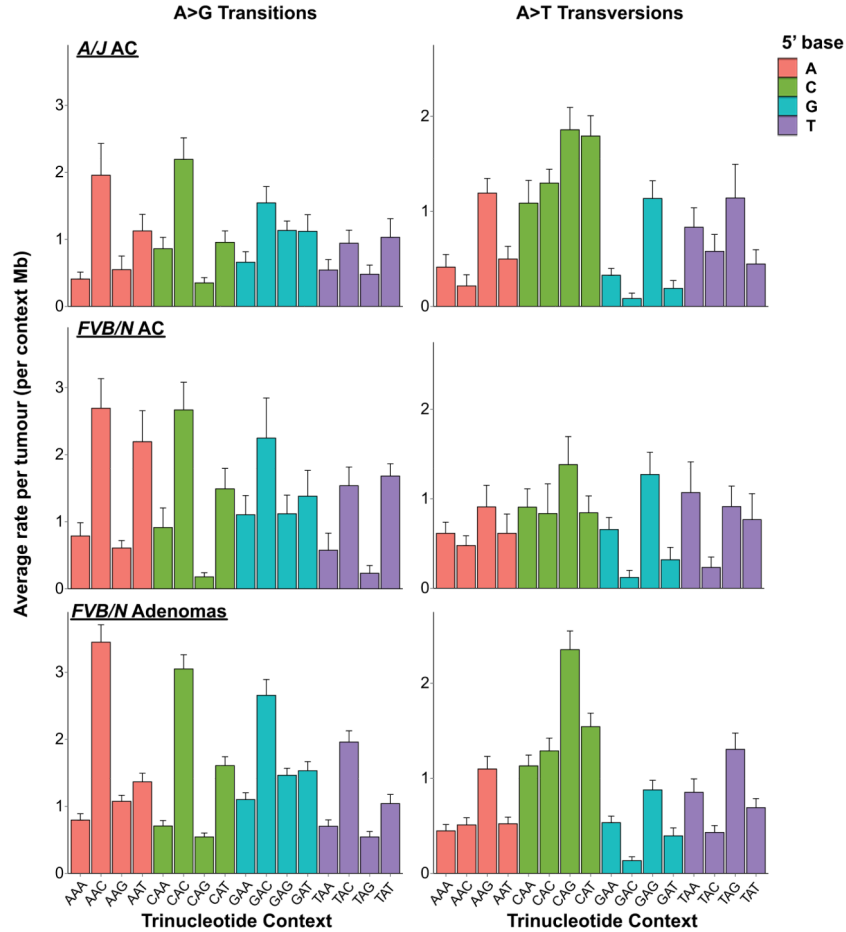 A>G Transitions
A>T Transversions
5' base
A
C
G
T
A/J AC
3
2
1
0
2
1
0
FVB/N AC
3
2
1
0
2
1
0
FVB/N Adenomas
3
2
1
0
2
1
0
Average rate per tumour (per context Mb)
AAA AAC AAG AAT CAA CAC CAG CAT GAA GAC GAG GAT TAA TAC TAG TAT
AAA AAC AAG AAT CAA CAC CAG CAT GAA GAC GAG GAT TAA TAC TAG TAT
Trinucleotide Context
Trinucleotide Context